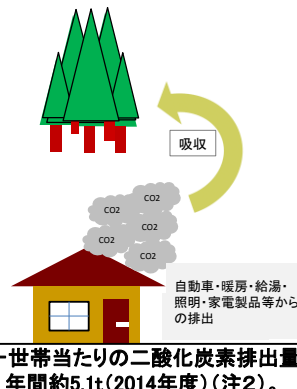 吸収
CO2
CO2
CO2
CO2
CO2
自動車・暖房・給湯・
照明・家電製品等から
の排出
一世帯当たりの二酸化炭素排出量
年間約5.1t(2014年度)(注2)。